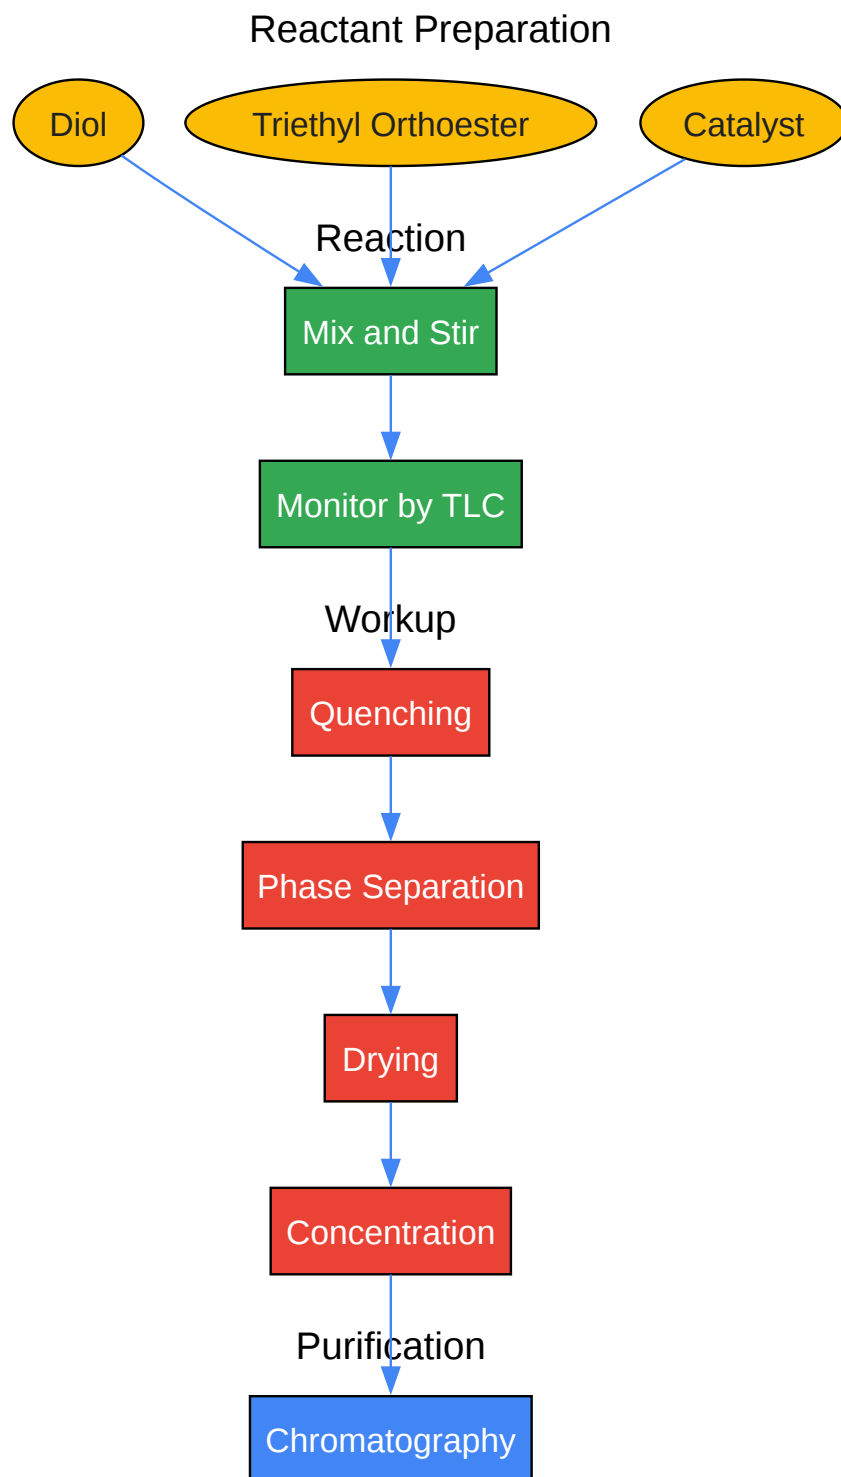 Reactant Preparation
Diol
Triethyl Orthoester
Catalyst
Reaction
Mix and Stir
Monitor by TLC
Workup
Quenching
Phase Separation
Drying
Concentration
Purification
Chromatography